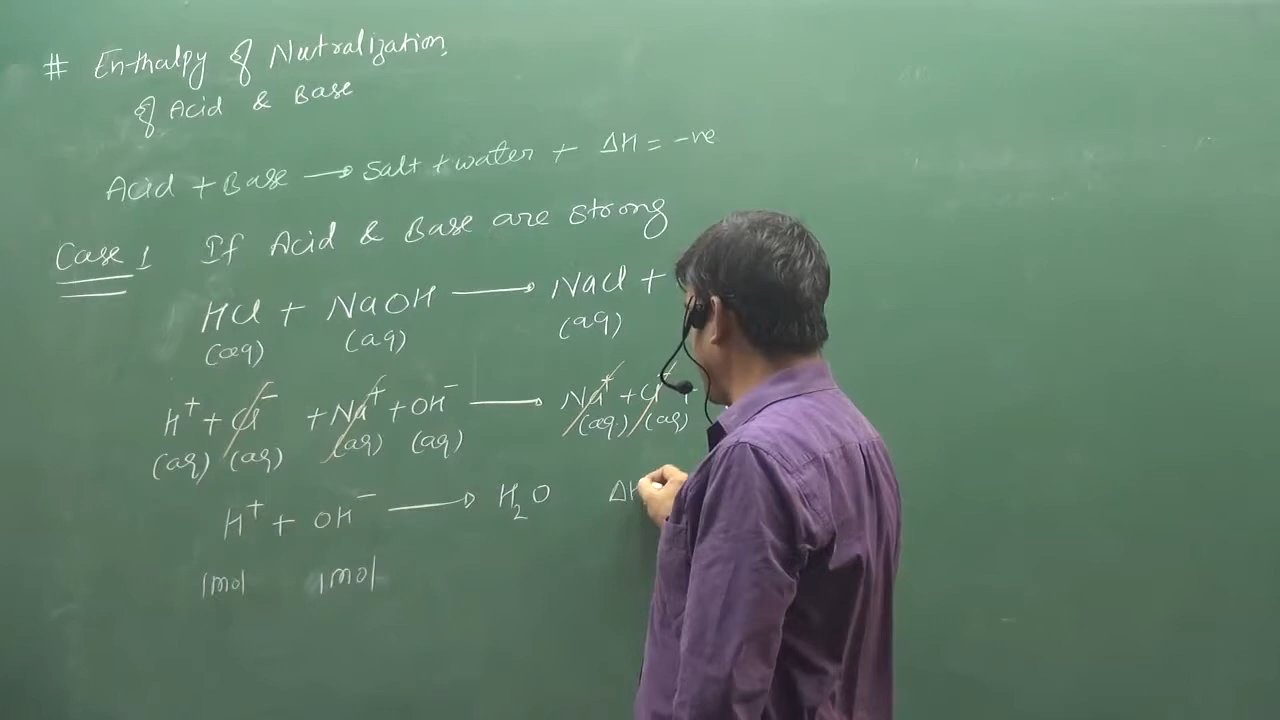 # Enthalpy of Nutralization
of Acid & Base
Acid + Base → Salt + water + ΔH = -ve
Case 1 If Acid & Base are strong
HCl + NaOH → NaCl +
(aq) (aq) (aq)
H⁺ + Cl⁻ + Na⁺ + OH⁻ → Na⁺ + Cl⁻ +
(aq) (aq) (aq) (aq) (aq) (aq)
H⁺ + OH⁻ → H₂O ΔH
1mol 1mol